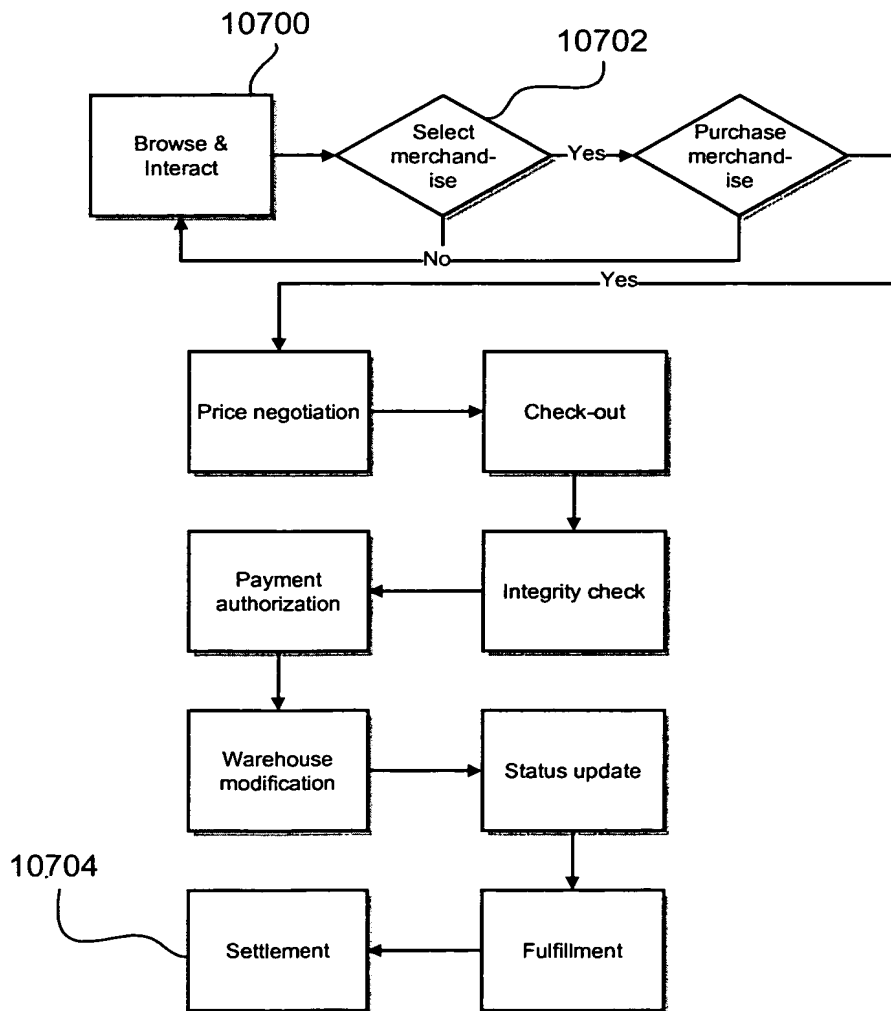 10700
10702
Browse &
Interact
Select
merchand-
ise
Yes
Purchase
merchand-
ise
No
Yes
Price negotiation
Check-out
Payment
authorization
Integrity check
Warehouse
modification
Status update
10704
Settlement
Fulfillment